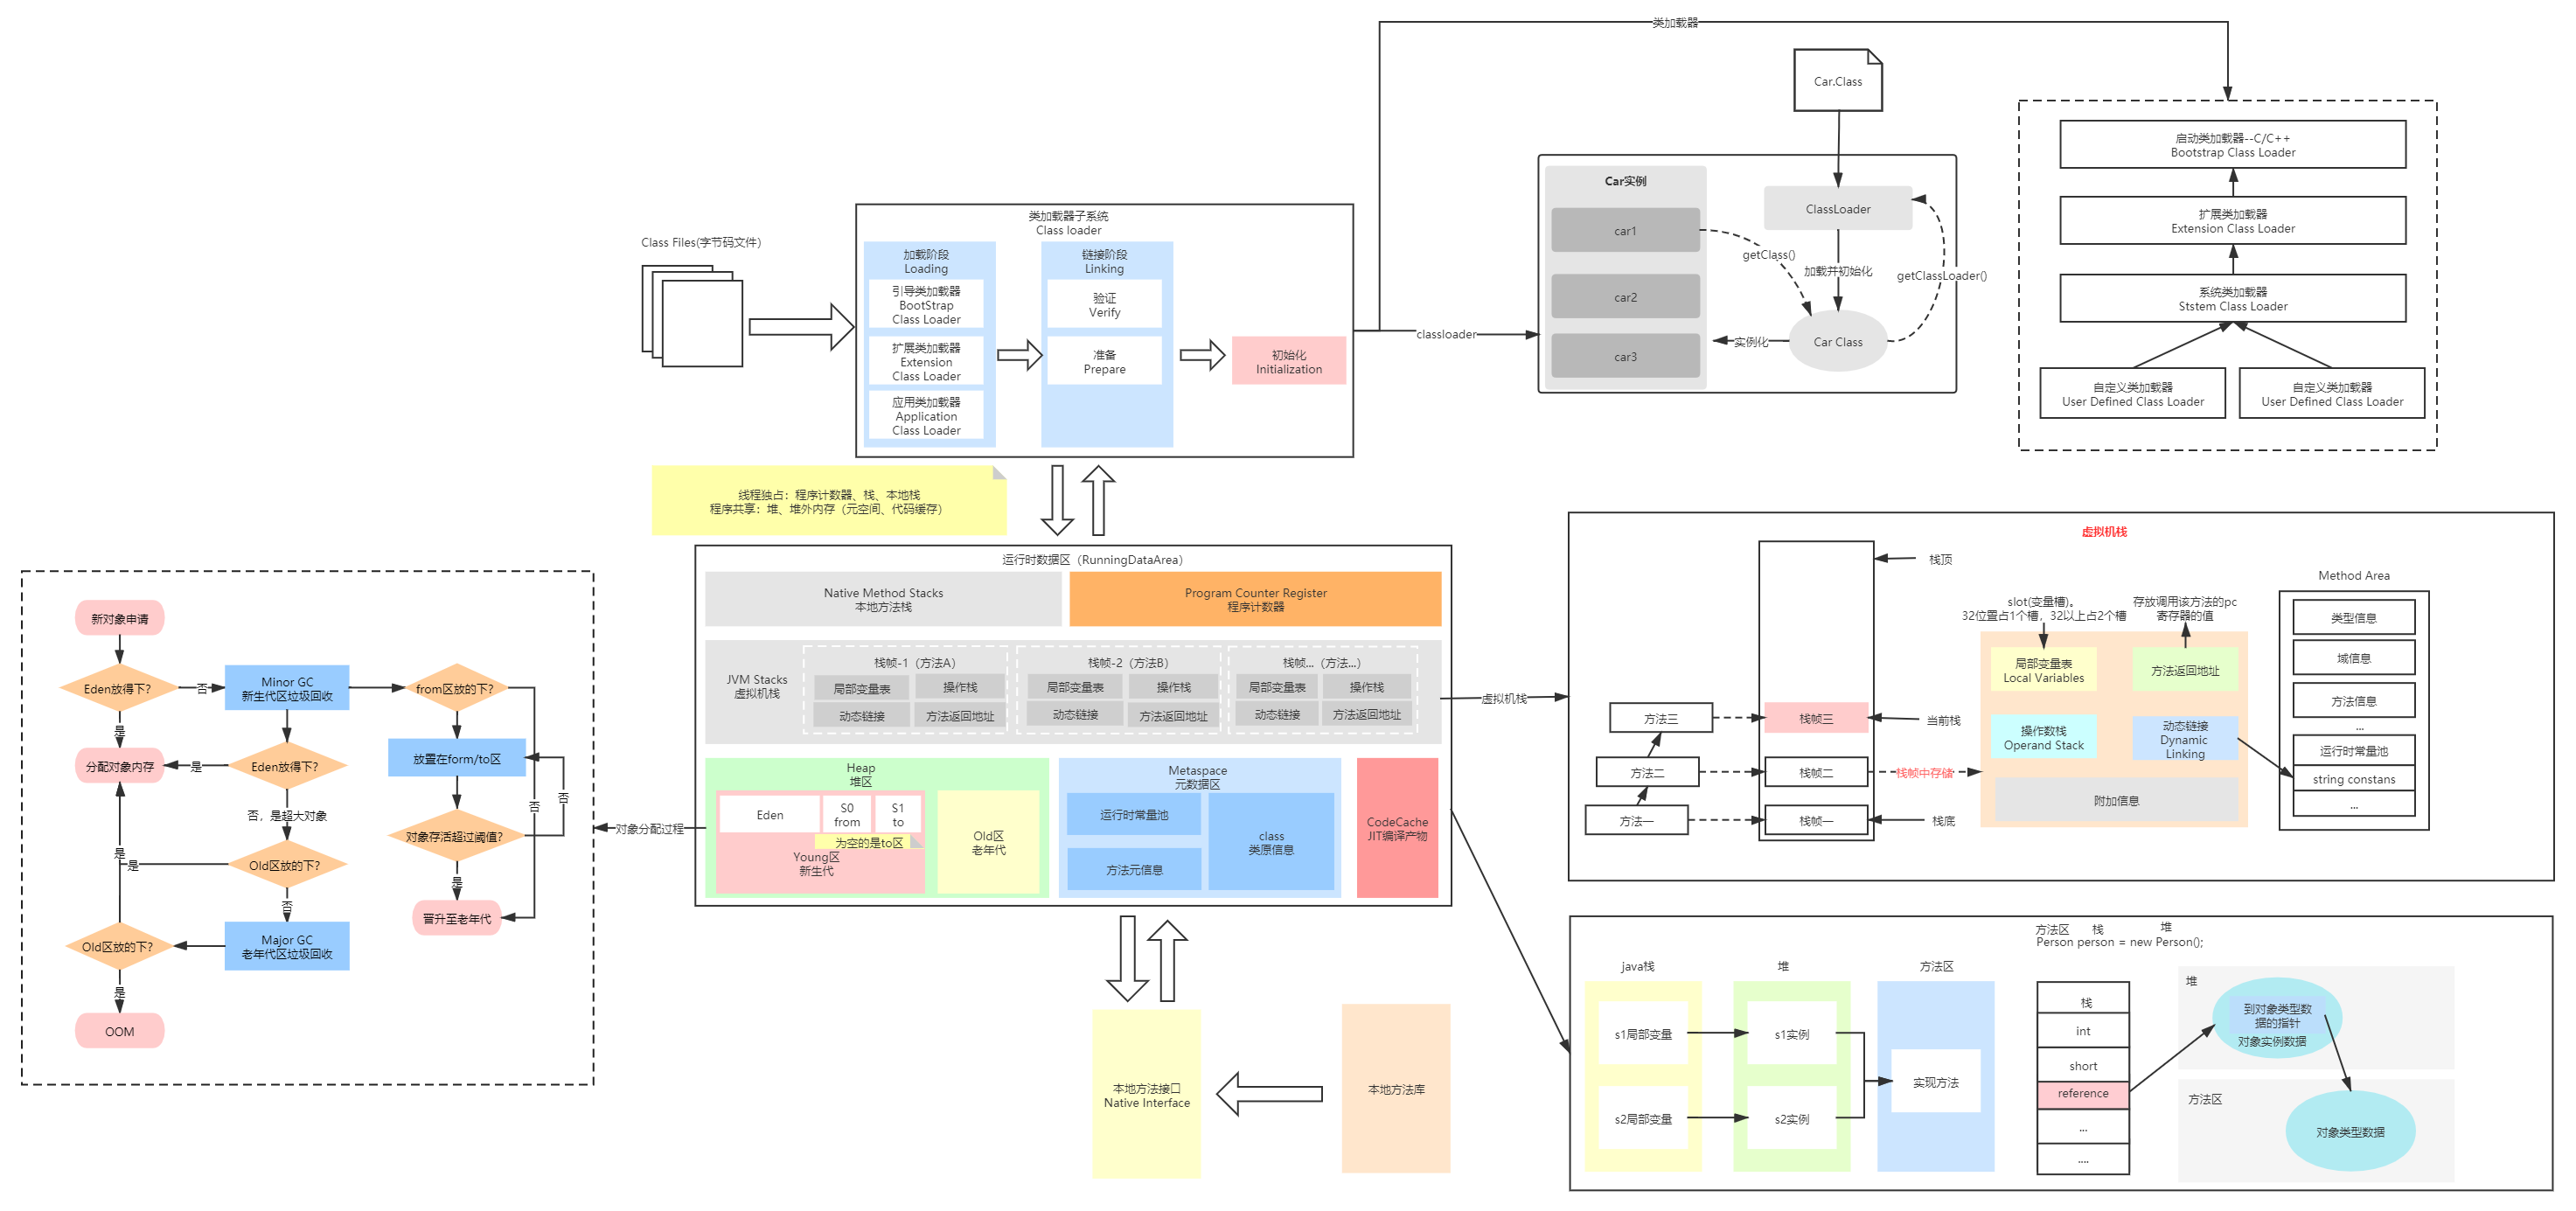 类加载器
Car.Class
Car实例
car1
car2
car3
ClassLoader
getClass()
加载并初始化
getClassLoader()
实例化
Car Class
启动类加载器--C/C++
Bootstrap Class Loader
扩展类加载器
Extension Class Loader
系统类加载器
Ststem Class Loader
自定义类加载器
User Defined Class Loader
自定义类加载器
User Defined Class Loader
Class Files(字节码文件)
类加载器子系统
Class loader
加载阶段
Loading
引导类加载器
BootStrap
Class Loader
扩展类加载器
Extension
Class Loader
应用类加载器
Application
Class Loader
链接阶段
Linking
验证
Verify
准备
Prepare
初始化
Initialization
classloader
线程独占：程序计数器、栈、本地栈
程序共享：堆、堆外内存（元空间、代码缓存）
运行时数据区（RunningDataArea）
Native Method Stacks
本地方法栈
Program Counter Register
程序计数器
JVM Stacks
虚拟机栈
栈帧-1（方法A）
局部变量表
操作栈
动态链接
方法返回地址
栈帧-2（方法B）
局部变量表
操作栈
动态链接
方法返回地址
栈帧...（方法...）
局部变量表
操作栈
动态链接
方法返回地址
Heap
堆区
Eden
S0
from
S1
to
为空的是to区
Young区
新生代
Old区
老年代
Metaspace
元数据区
运行时常量池
方法元信息
class
类原信息
CodeCache
JIT编译产物
对象分配过程
虚拟机栈
新对象申请
Eden放得下?
否
是
Minor GC
新生代区垃圾回收
from区放的下?
分配对象内存
是
Eden放得下?
放置在form/to区
否
否
否，是超大对象
对象存活超过阈值?
是
是
Old区放的下?
是
否
晋升至老年代
Old区放的下?
Major GC
老年代区垃圾回收
是
OOM
虚拟机栈
栈顶
方法三
栈帧三
当前栈
方法二
栈帧二
栈帧中存储
方法一
栈帧一
栈底
slot(变量槽)。
32位置占1个槽，32以上占2个槽
存放调用该方法的pc
寄存器的值
局部变量表
Local Variables
方法返回地址
操作数栈
Operand Stack
动态链接
Dynamic
Linking
附加信息
Method Area
类型信息
域信息
方法信息
...
运行时常量池
string constans
...
本地方法接口
Native Interface
本地方法库
java栈
堆
方法区
s1局部变量
s1实例
s2局部变量
s2实例
实现方法
方法区
栈
堆
Person person = new Person();
栈
int
short
reference
...
....
堆
到对象类型数
据的指针
对象实例数据
方法区
对象类型数据